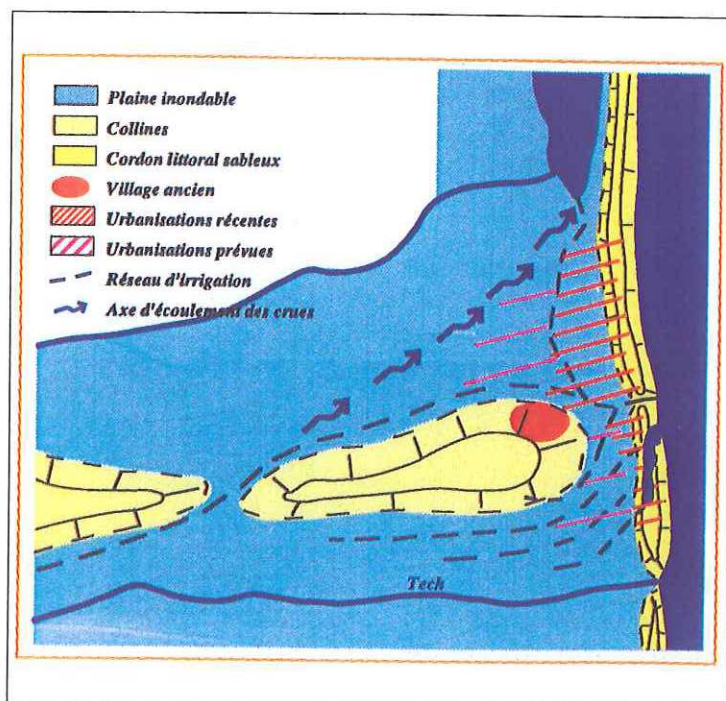 Plaine inondable
Collines
Cordon littoral sableux
Village ancien
Urbanisations récentes
Urbanisations prévues
Réseau d'irrigation
Axe d'écoulement des crues
Tech